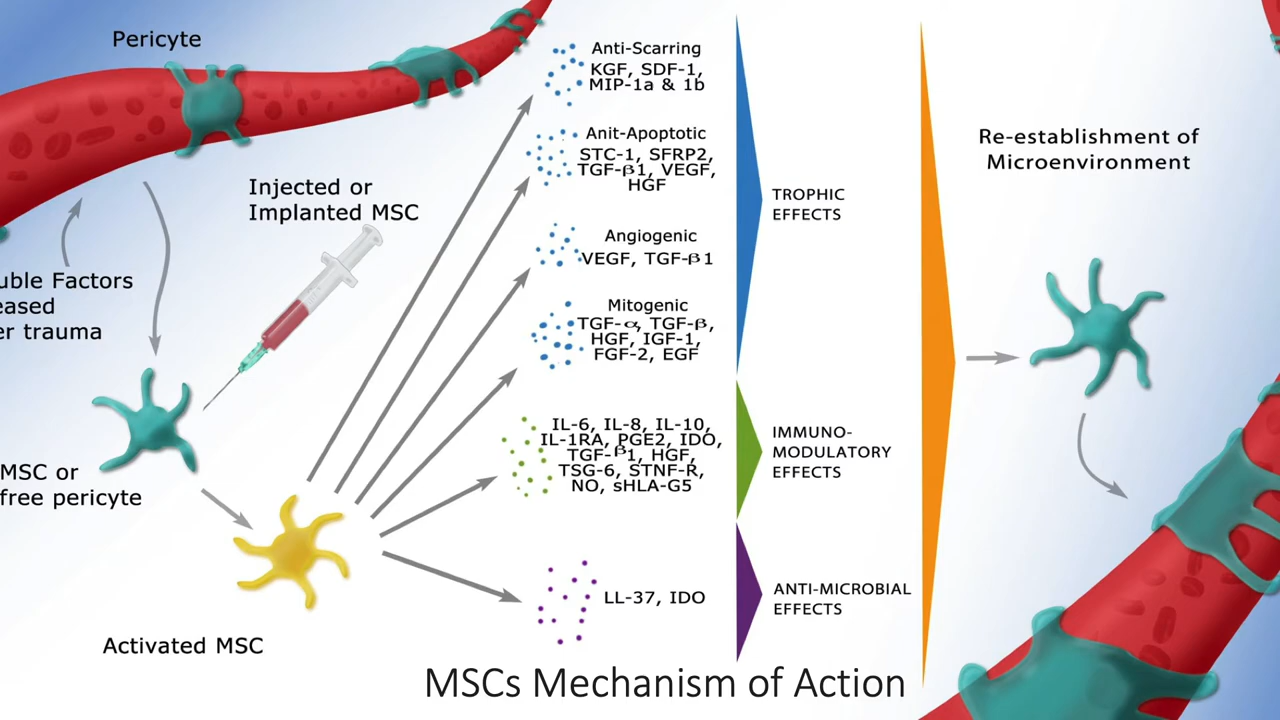 Pericyte
Injected or
Implanted MSC
uble Factors
eased
er trauma
MSC or
free pericyte
Activated MSC
Anti-Scarring
KGF, SDF-1,
MIP-1a & 1b
Anit-Apoptotic
STC-1, SFRP2,
TGF-β1, VEGF,
HGF
Angiogenic
VEGF, TGF-β1
Mitogenic
TGF-α, TGF-β,
HGF, IGF-1,
FGF-2, EGF
IL-6, IL-8, IL-10,
IL-1RA, PGE2, IDO,
TGF-β1, HGF,
TSG-6, STNF-R,
NO, sHLA-G5
LL-37, IDO
TROPHIC
EFFECTS
IMMUNO-
MODULATORY
EFFECTS
ANTI-MICROBIAL
EFFECTS
Re-establishment of
Microenvironment
MSCs Mechanism of Action